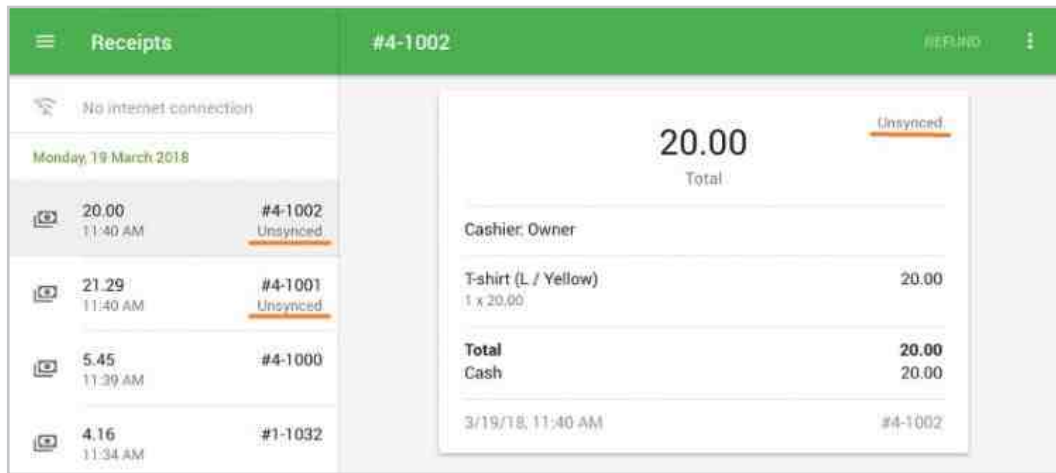 Receipts
#4-1002
REFUND
No internet connection
Monday, 19 March 2018
20.00 #4-1002
11:40 AM Unsynced
21.29 #4-1001
11:40 AM Unsynced
5.45 #4-1000
11:39 AM
4.16 #1-1032
11:34 AM
Unsynced
20.00
Total
Cashier: Owner
T-shirt (L / Yellow) 20.00
1 x 20.00
Total 20.00
Cash 20.00
3/19/18, 11:40 AM #4-1002